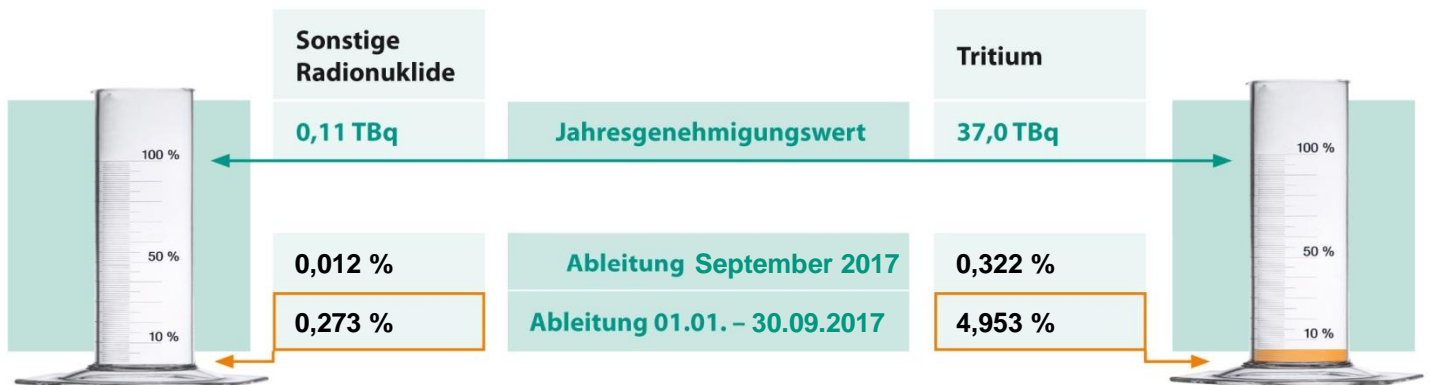 Sonstige
Radionuklide
Tritium
0,11 TBq
Jahresgenehmigungswert
37,0 TBq
100 %
100 %
50 %
0,012 %
Ableitung September 2017
0,322 %
50 %
10 %
0,273 %
Ableitung 01.01. – 30.09.2017
4,953 %
10 %